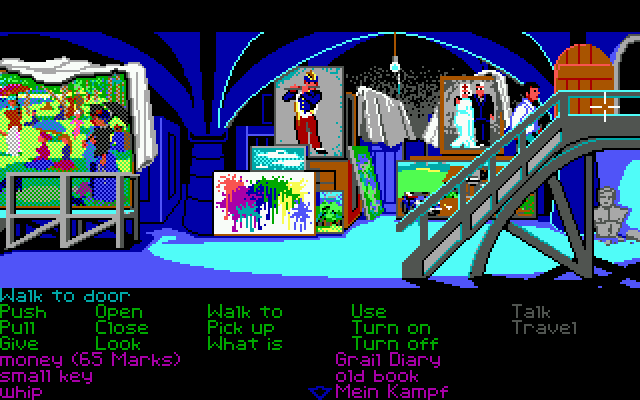 Walk to door
Push Open Walk to Use Talk
Pull Close Pick up Turn on Travel
Give Look What is Turn off
money (65 Marks) Grail Diary
small key old book
whip Mein Kampf